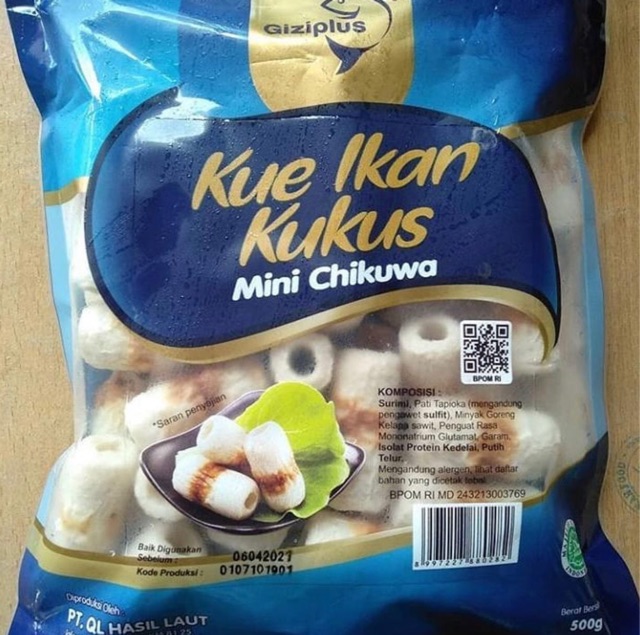 Giziplus
Kue Ikan
Kukus
Mini Chikuwa
BPOM RI
*Saran penyajian
KOMPOSISI :
Surimi, Pati Tapioka (mengandung
pengawet sulfit), Minyak Goreng
Kelapa sawit, Penguat Rasa
Mononatrium Glutamat, Garam,
Isolat Protein Kedelai, Putih
Telur.
Mengandung alergen, lihat daftar
bahan yang dicetak tebal
BPOM RI MD 243213003769
Baik Digunakan
Sebelum : 06042021
Kode Produksi : 0107101901
8997227880282
Diproduksi Oleh
PT. QL HASIL LAUT
Berat Bersih
500g